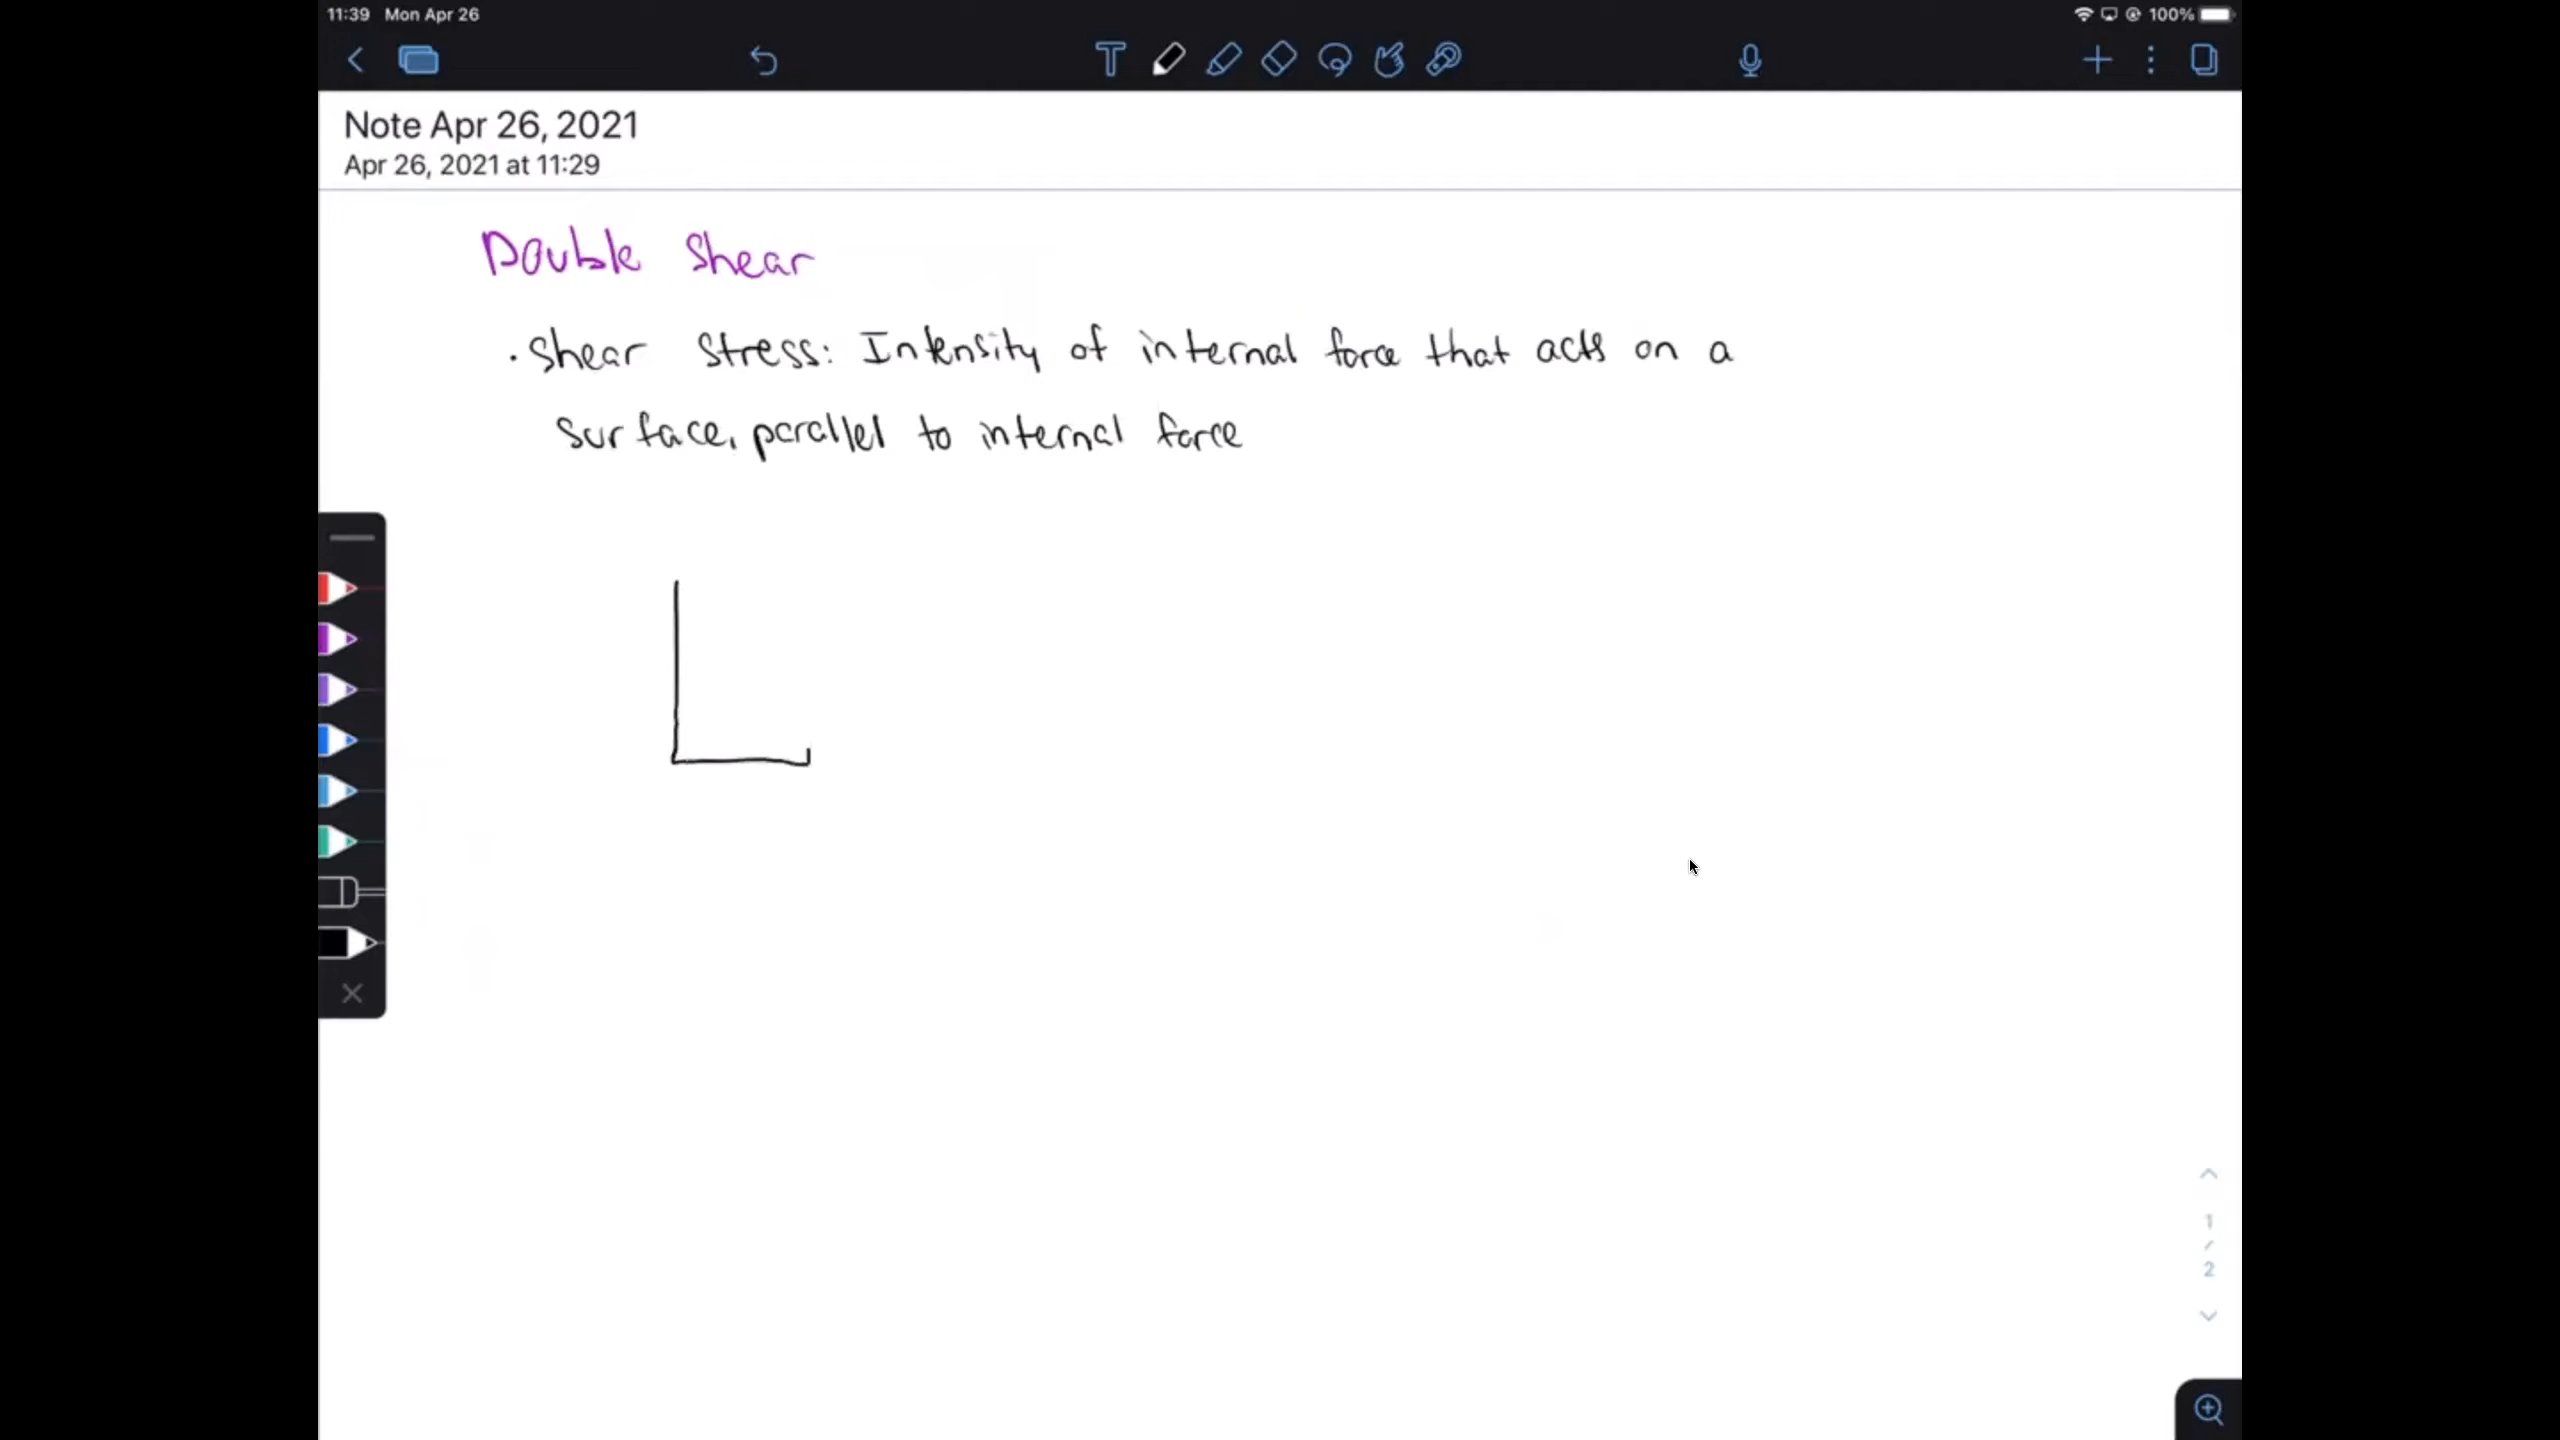 11:39 Mon Apr 26
100%
Note Apr 26, 2021
Apr 26, 2021 at 11:29
Double Shear
• Shear Stress: Intensity of internal force that acts on a
surface, parallel to internal force
1
/
2